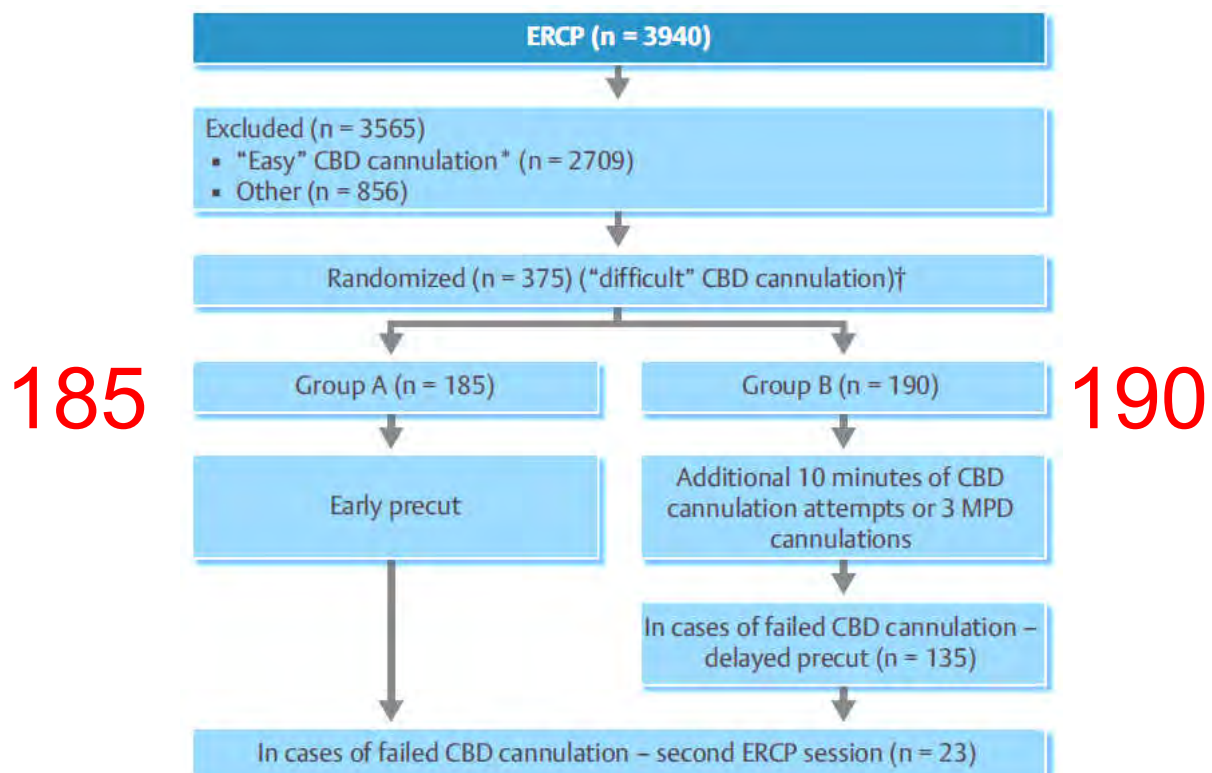 ERCP (n = 3940)
Excluded (n = 3565)
▪ "Easy" CBD cannulation* (n = 2709)
▪ Other (n = 856)
Randomized (n = 375) ("difficult" CBD cannulation)†
185
Group A (n = 185)
Group B (n = 190)
190
Early precut
Additional 10 minutes of CBD
cannulation attempts or 3 MPD
cannulations
In cases of failed CBD cannulation –
delayed precut (n = 135)
In cases of failed CBD cannulation – second ERCP session (n = 23)